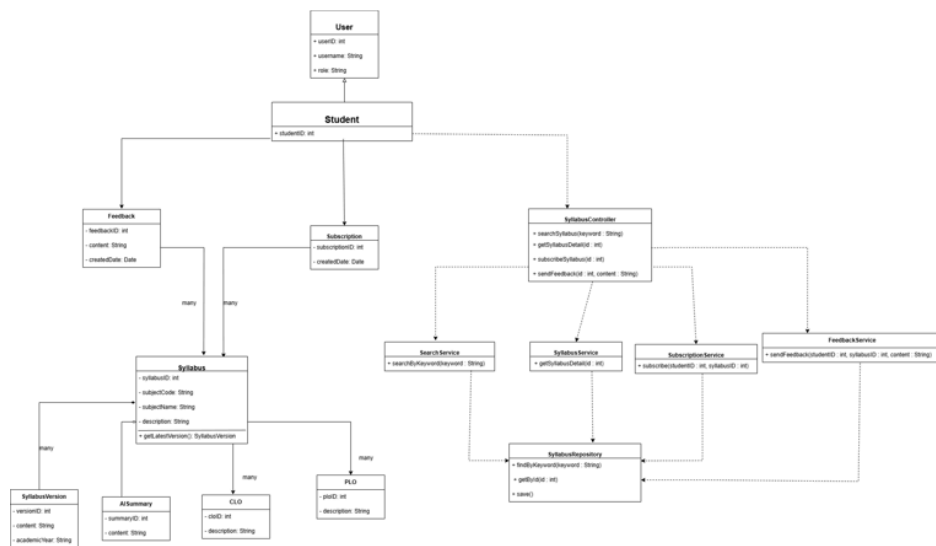 User
+ userID: int
+ username: String
+ role: String
Student
+ studentID: int
Feedback
- feedbackID: int
- content: String
- createdDate: Date
Subscription
- subscriptionID: int
- createdDate: Date
SyllabusController
+ searchSyllabus(keyword : String)
+ getSyllabusDetail(id : int)
+ subscribeSyllabus(id : int)
+ sendFeedback(id : int, content : String)
many
many
SearchService
+ searchByKeyword(keyword : String)
SyllabusService
+ getSyllabusDetail(id : int)
SubscriptionService
+ subscribe(studentID : int, syllabusID : int)
FeedbackService
+ sendFeedback(studentID : int, syllabusID : int, content : String)
Syllabus
- syllabusID: int
- subjectCode: String
- subjectName: String
- description: String
+ getLatestVersion(): SyllabusVersion
many
many
many
SyllabusVersion
- versionID: int
- content: String
- academicYear: String
AISummary
- summaryID: int
- content: String
CLO
- cloID: int
- description: String
PLO
- ploID: int
- description: String
SyllabusRepository
+ findByKeyword(keyword : String)
+ getById(id : int)
+ save()